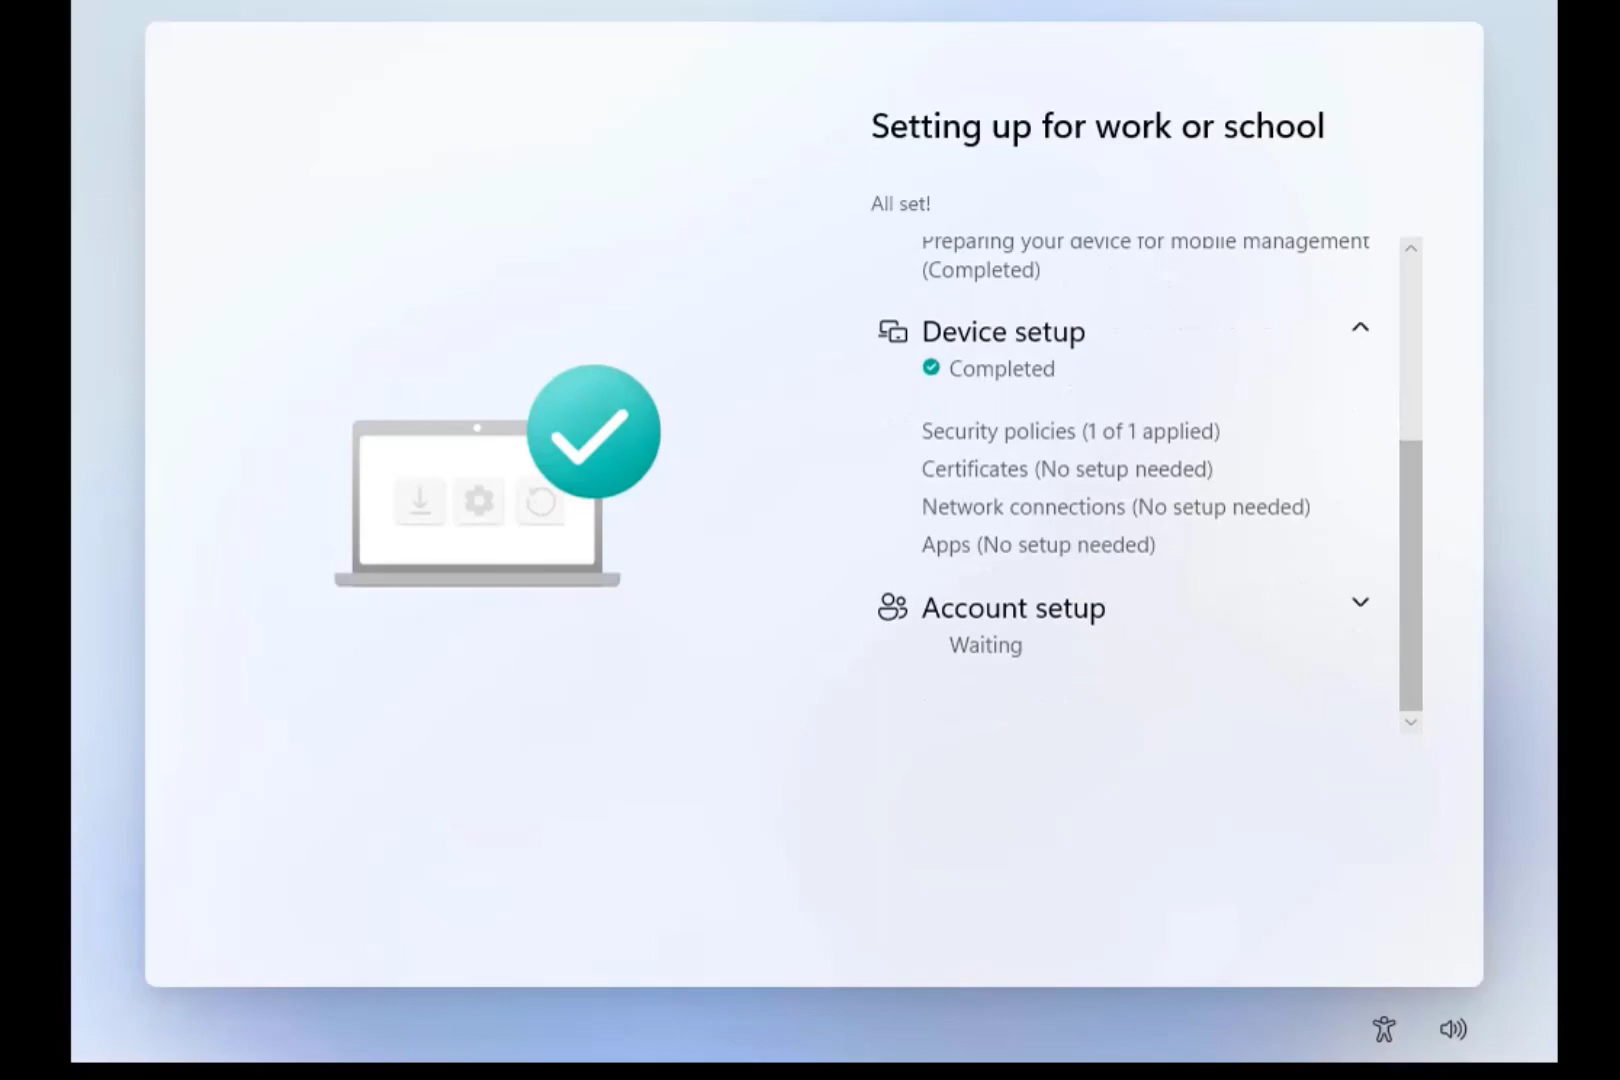 Setting up for work or school
All set!
Preparing your device for mobile management
(Completed)
Device setup
Completed
Security policies (1 of 1 applied)
Certificates (No setup needed)
Network connections (No setup needed)
Apps (No setup needed)
Account setup
Waiting